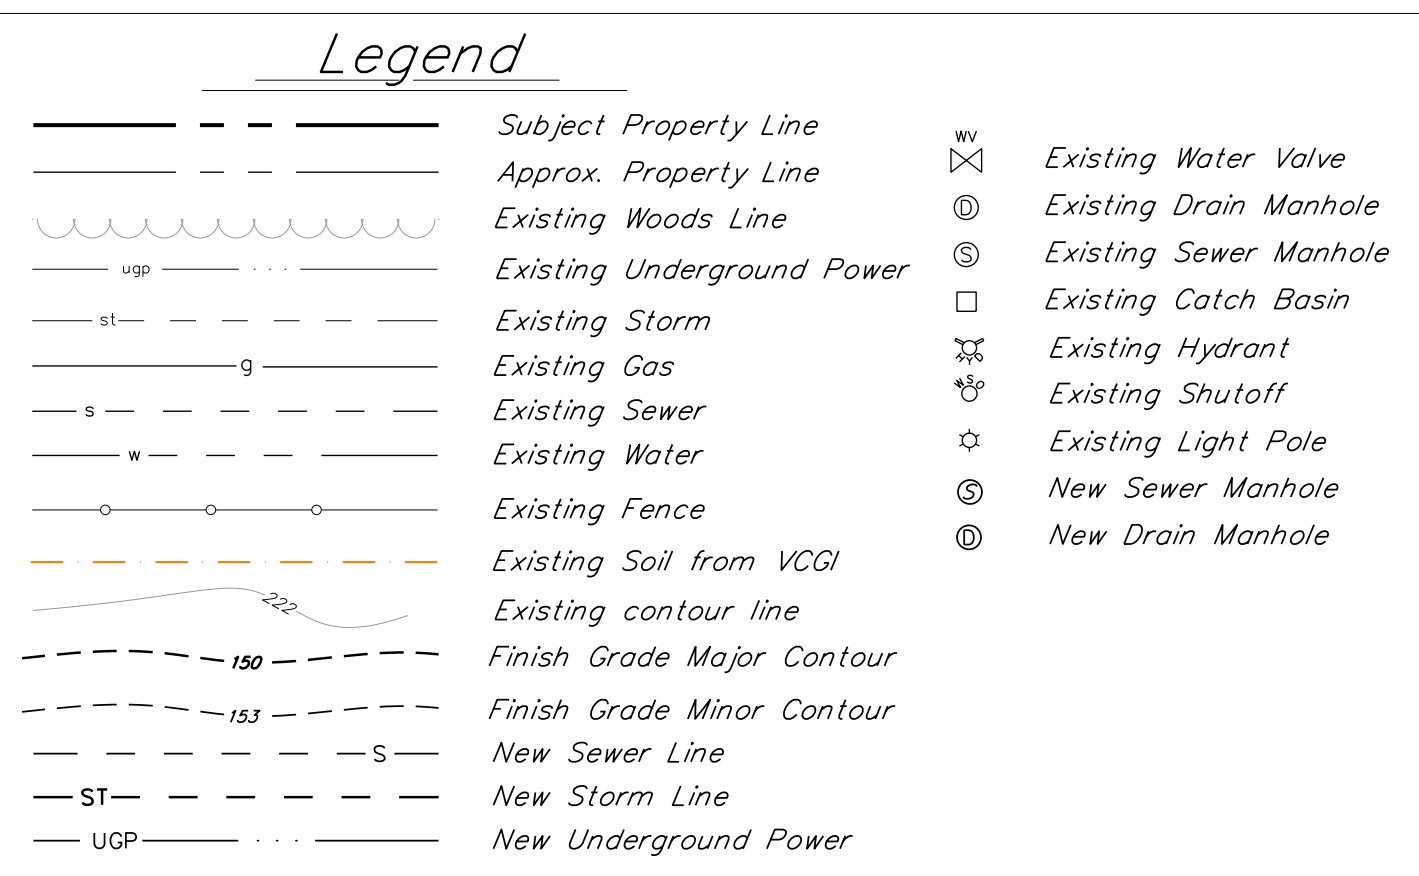 Legend
Subject Property Line
Approx. Property Line
Existing Woods Line
ugp Existing Underground Power
st Existing Storm
g Existing Gas
s Existing Sewer
w Existing Water
Existing Fence
Existing Soil from VCGI
222 Existing contour line
150 Finish Grade Major Contour
153 Finish Grade Minor Contour
S New Sewer Line
ST New Storm Line
UGP New Underground Power
WV
Existing Water Valve
D Existing Drain Manhole
S Existing Sewer Manhole
Existing Catch Basin
HY Existing Hydrant
WSO Existing Shutoff
Existing Light Pole
S New Sewer Manhole
D New Drain Manhole